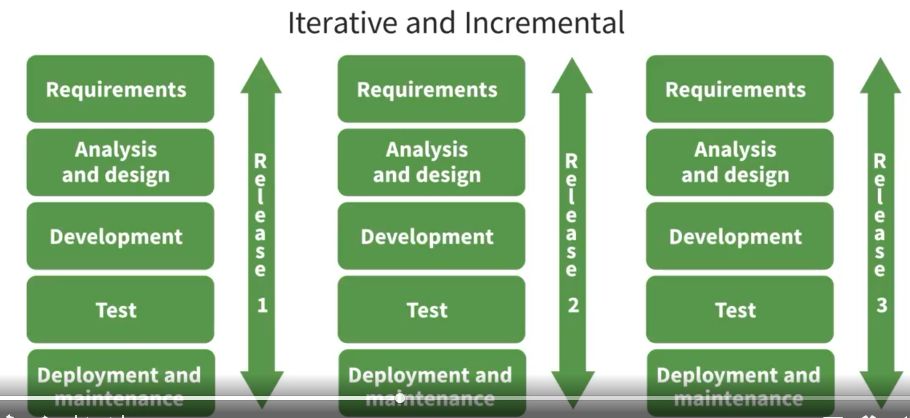 Iterative and Incremental
Requirements
Analysis
and design
Development
Test
Deployment and
maintenance
Release 1
Requirements
Analysis
and design
Development
Test
Deployment and
maintenance
Release 2
Requirements
Analysis
and design
Development
Test
Deployment and
maintenance
Release 3